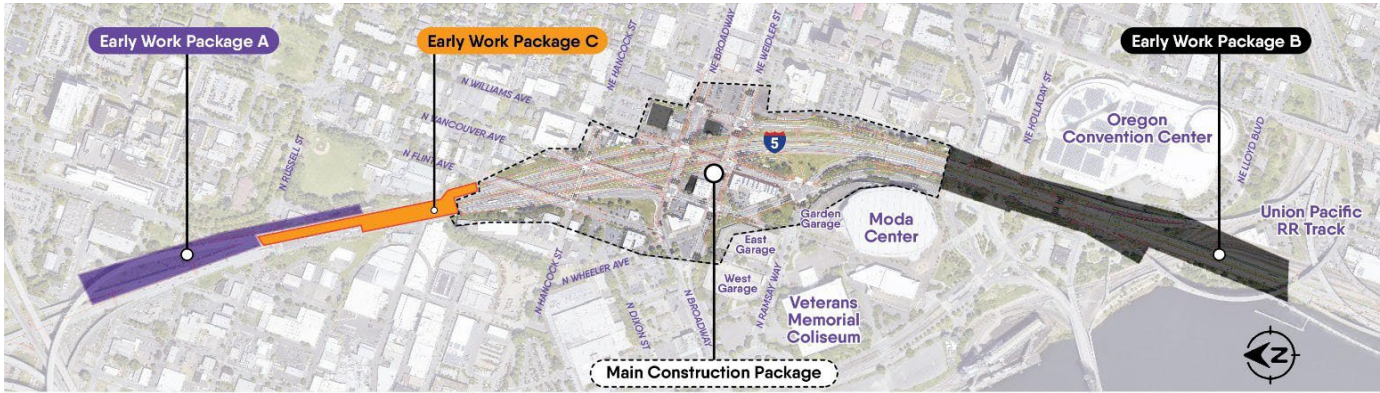 Early Work Package A
Early Work Package C
Early Work Package B
NE HANCOCK ST
NE BROADWAY
NE WEIDLER ST
N WILLIAMS AVE
N VANCOUVER AVE
N FLINT AVE
N RUSSELL ST
5
NE HOLLADAY ST
Oregon
Convention Center
NE LLOYD BLVD
Union Pacific
RR Track
Garden
Garage
Moda
Center
East
Garage
West
Garage
N HANCOCK ST
N WHEELER AVE
N DIXON ST
N BROADWAY
N RAMSAY WAY
Veterans
Memorial
Coliseum
Main Construction Package
Z